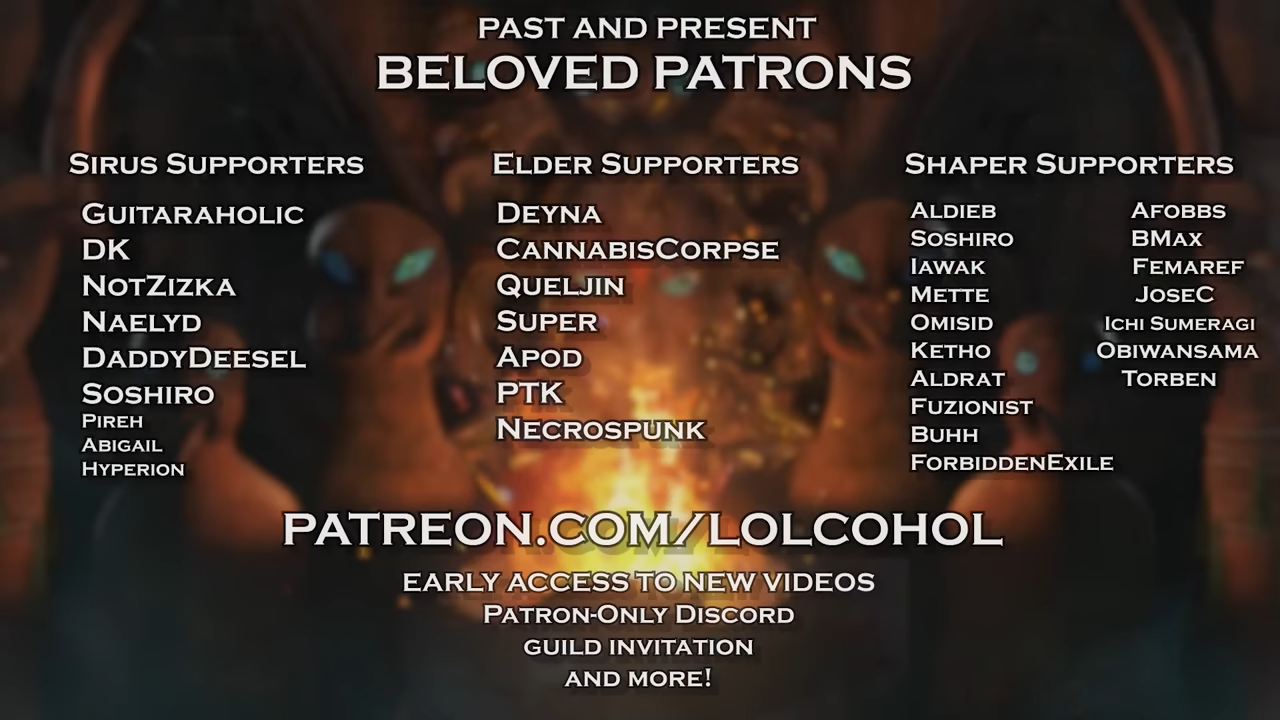 PAST AND PRESENT
BELOVED PATRONS
SIRUS SUPPORTERS
GUITARAHOLIC
DK
NOTZIZKA
NAELYD
DADDYDEESEL
SOSHIRO
PIREH
ABIGAIL
HYPERION
ELDER SUPPORTERS
DEYNA
CANNABISCORPSE
QUELJIN
SUPER
APOD
PTK
NECROSPUNK
SHAPER SUPPORTERS
ALDIEB
SOSHIRO
IAWAK
METTE
OMISID
KETHO
ALDRAT
FUZIONIST
BUHH
FORBIDDENEXILE
AFOBBS
BMAX
FEMAREF
JOSEC
ICHI SUMERAGI
OBIWANSAMA
TORBEN
PATREON.COM/LOLCOHOL
EARLY ACCESS TO NEW VIDEOS
PATRON-ONLY DISCORD
GUILD INVITATION
AND MORE!